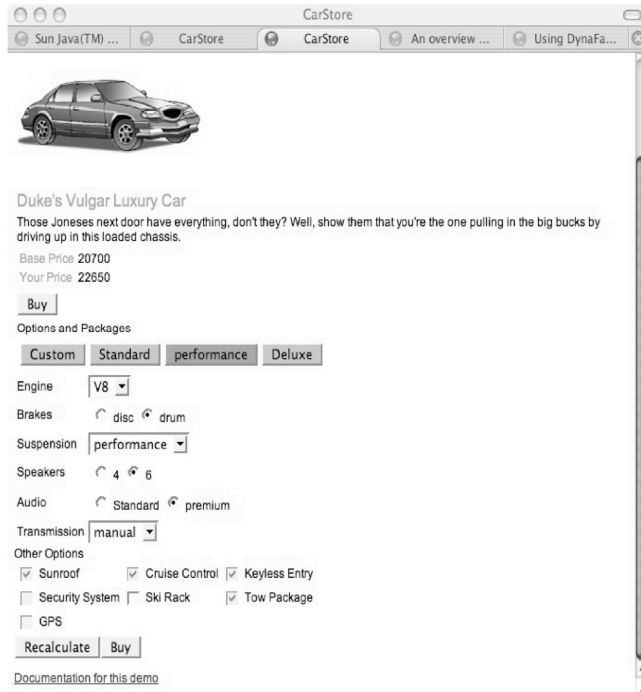 CarStore
Sun Java(TM) ... CarStore CarStore An overview ... Using DynaFa...
Duke's Vulgar Luxury Car
Those Joneses next door have everything, don't they? Well, show them that you're the one pulling in the big bucks by
driving up in this loaded chassis.
Base Price 20700
Your Price 22650
Buy
Options and Packages
Custom Standard performance Deluxe
Engine V8
Brakes disc drum
Suspension performance
Speakers 4 6
Audio Standard premium
Transmission manual
Other Options
Sunroof Cruise Control Keyless Entry
Security System Ski Rack Tow Package
GPS
Recalculate Buy
Documentation for this demo